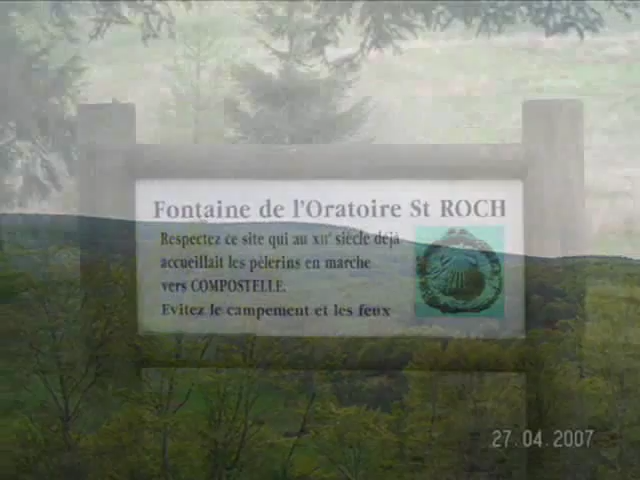 Fontaine de l'Oratoire St ROCH
Respectez ce site qui au XIIe siècle déjà
accueillait les pèlerins en marche
vers COMPOSTELLE.
Evitez le campement et les feux
27.04.2007